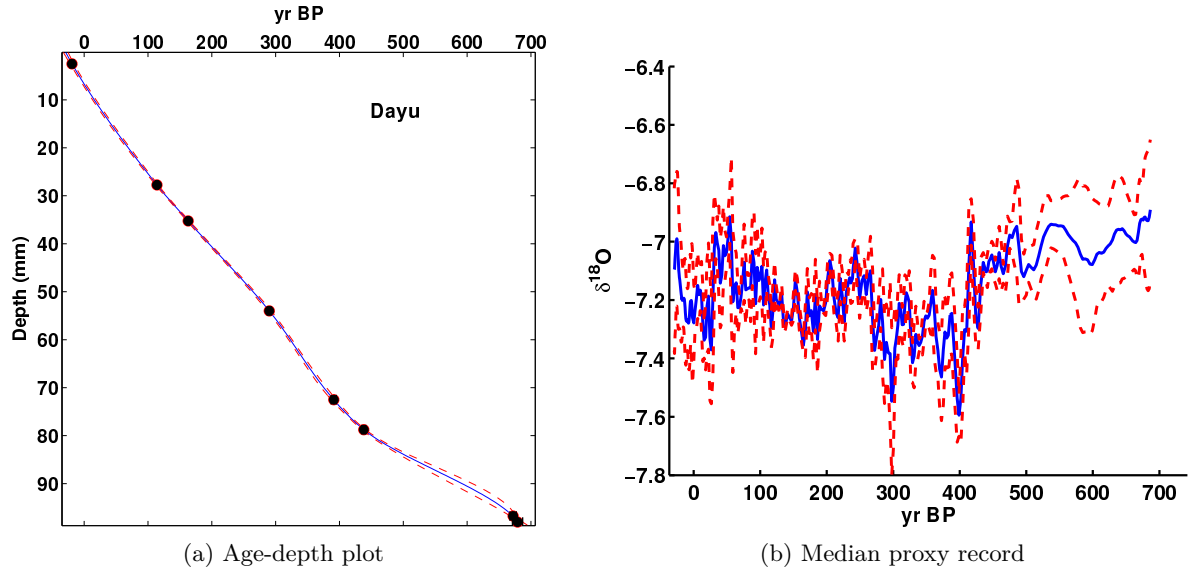 yr BP
0 100 200 300 400 500 600 700
Dayu
Depth (mm)
10
20
30
40
50
60
70
80
90
(a) Age-depth plot
−6.4
−6.6
−6.8
−7
−7.2
−7.4
−7.6
−7.8
δ18O
0 100 200 300 400 500 600 700
yr BP
(b) Median proxy record